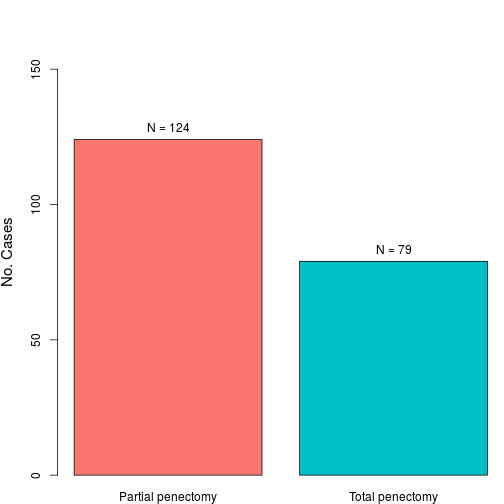 150
N = 124
100
No. Cases
N = 79
50
0
Partial penectomy
Total penectomy